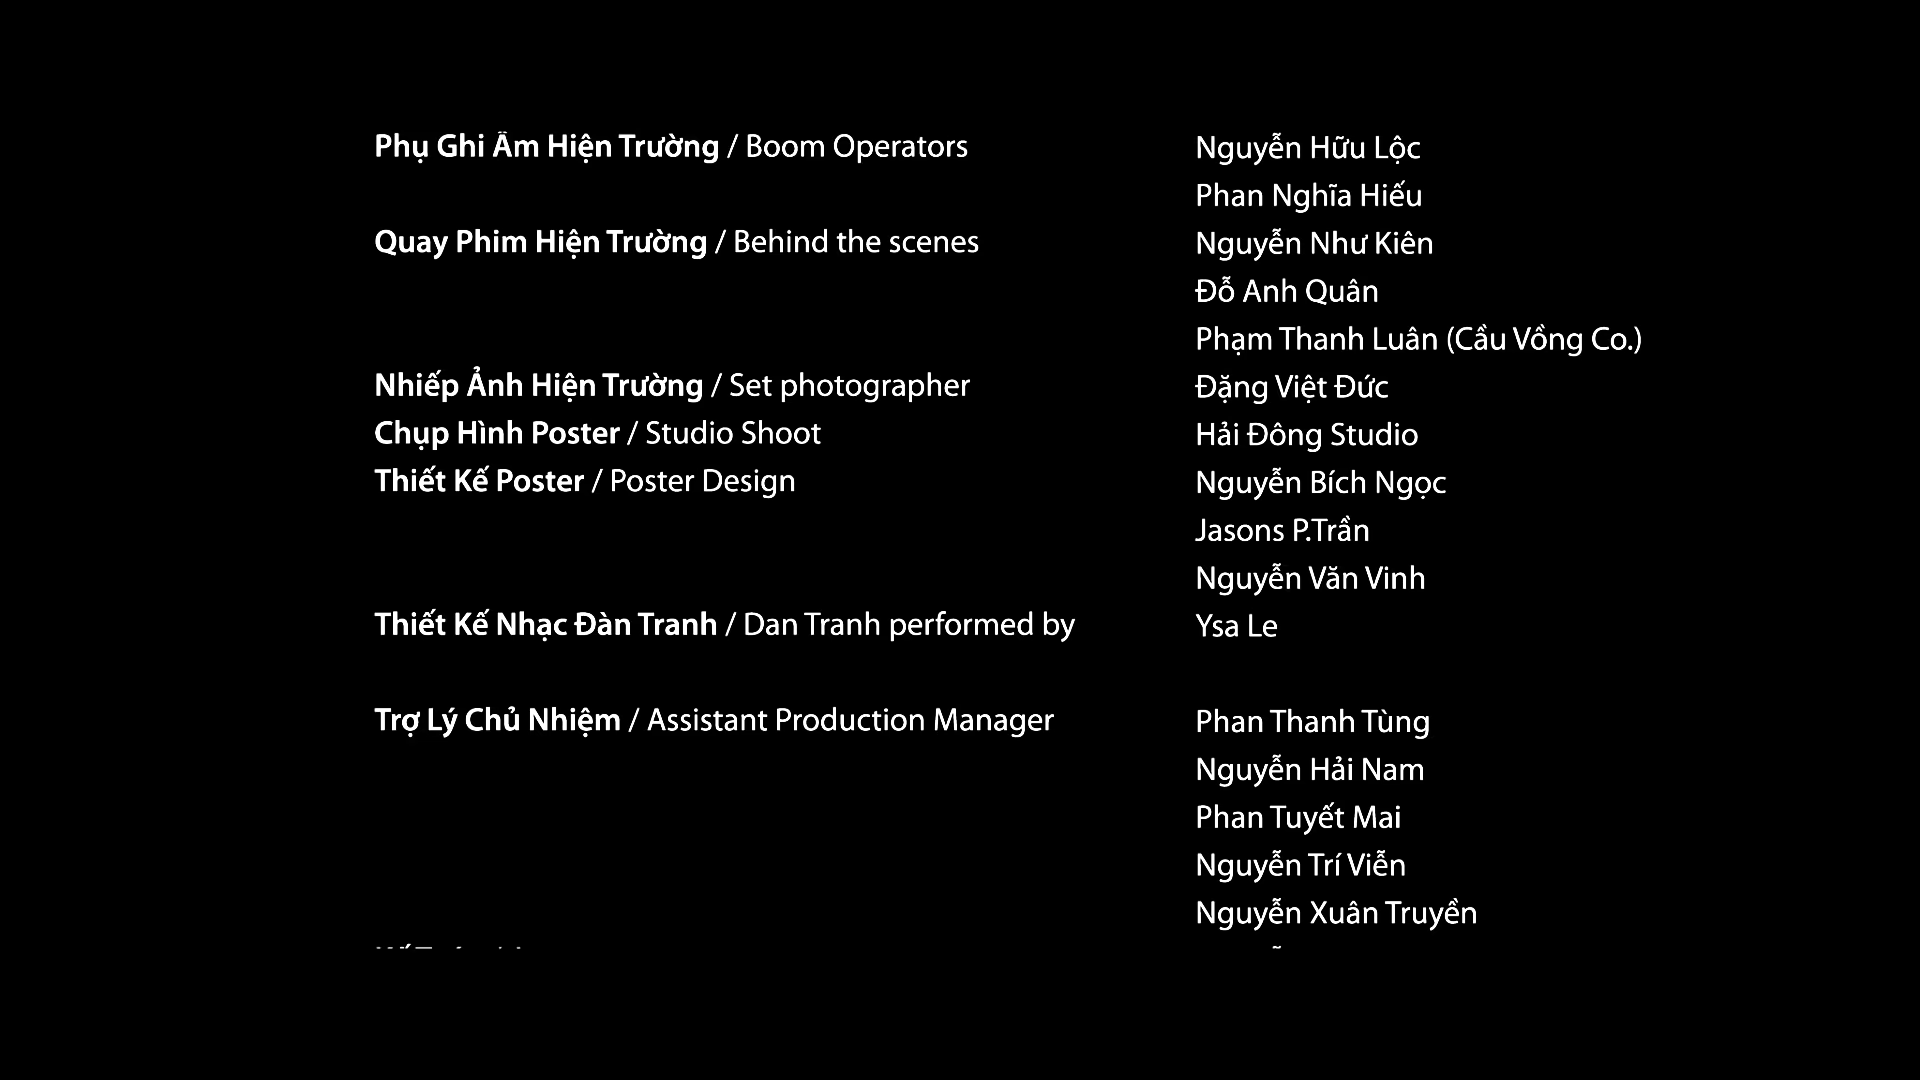 Phụ Ghi Âm Hiện Trường / Boom Operators Nguyễn Hữu Lộc
Phan Nghĩa Hiếu
Quay Phim Hiện Trường / Behind the scenes Nguyễn Như Kiên
Đỗ Anh Quân
Phạm Thanh Luân (Cầu Vồng Co.)
Nhiếp Ảnh Hiện Trường / Set photographer Đặng Việt Đức
Chụp Hình Poster / Studio Shoot Hải Đông Studio
Thiết Kế Poster / Poster Design Nguyễn Bích Ngọc
Jasons P.Trần
Nguyễn Văn Vinh
Thiết Kế Nhạc Đàn Tranh / Dan Tranh performed by Ysa Le
Trợ Lý Chủ Nhiệm / Assistant Production Manager Phan Thanh Tùng
Nguyễn Hải Nam
Phan Tuyết Mai
Nguyễn Trí Viễn
Nguyễn Xuân Truyền